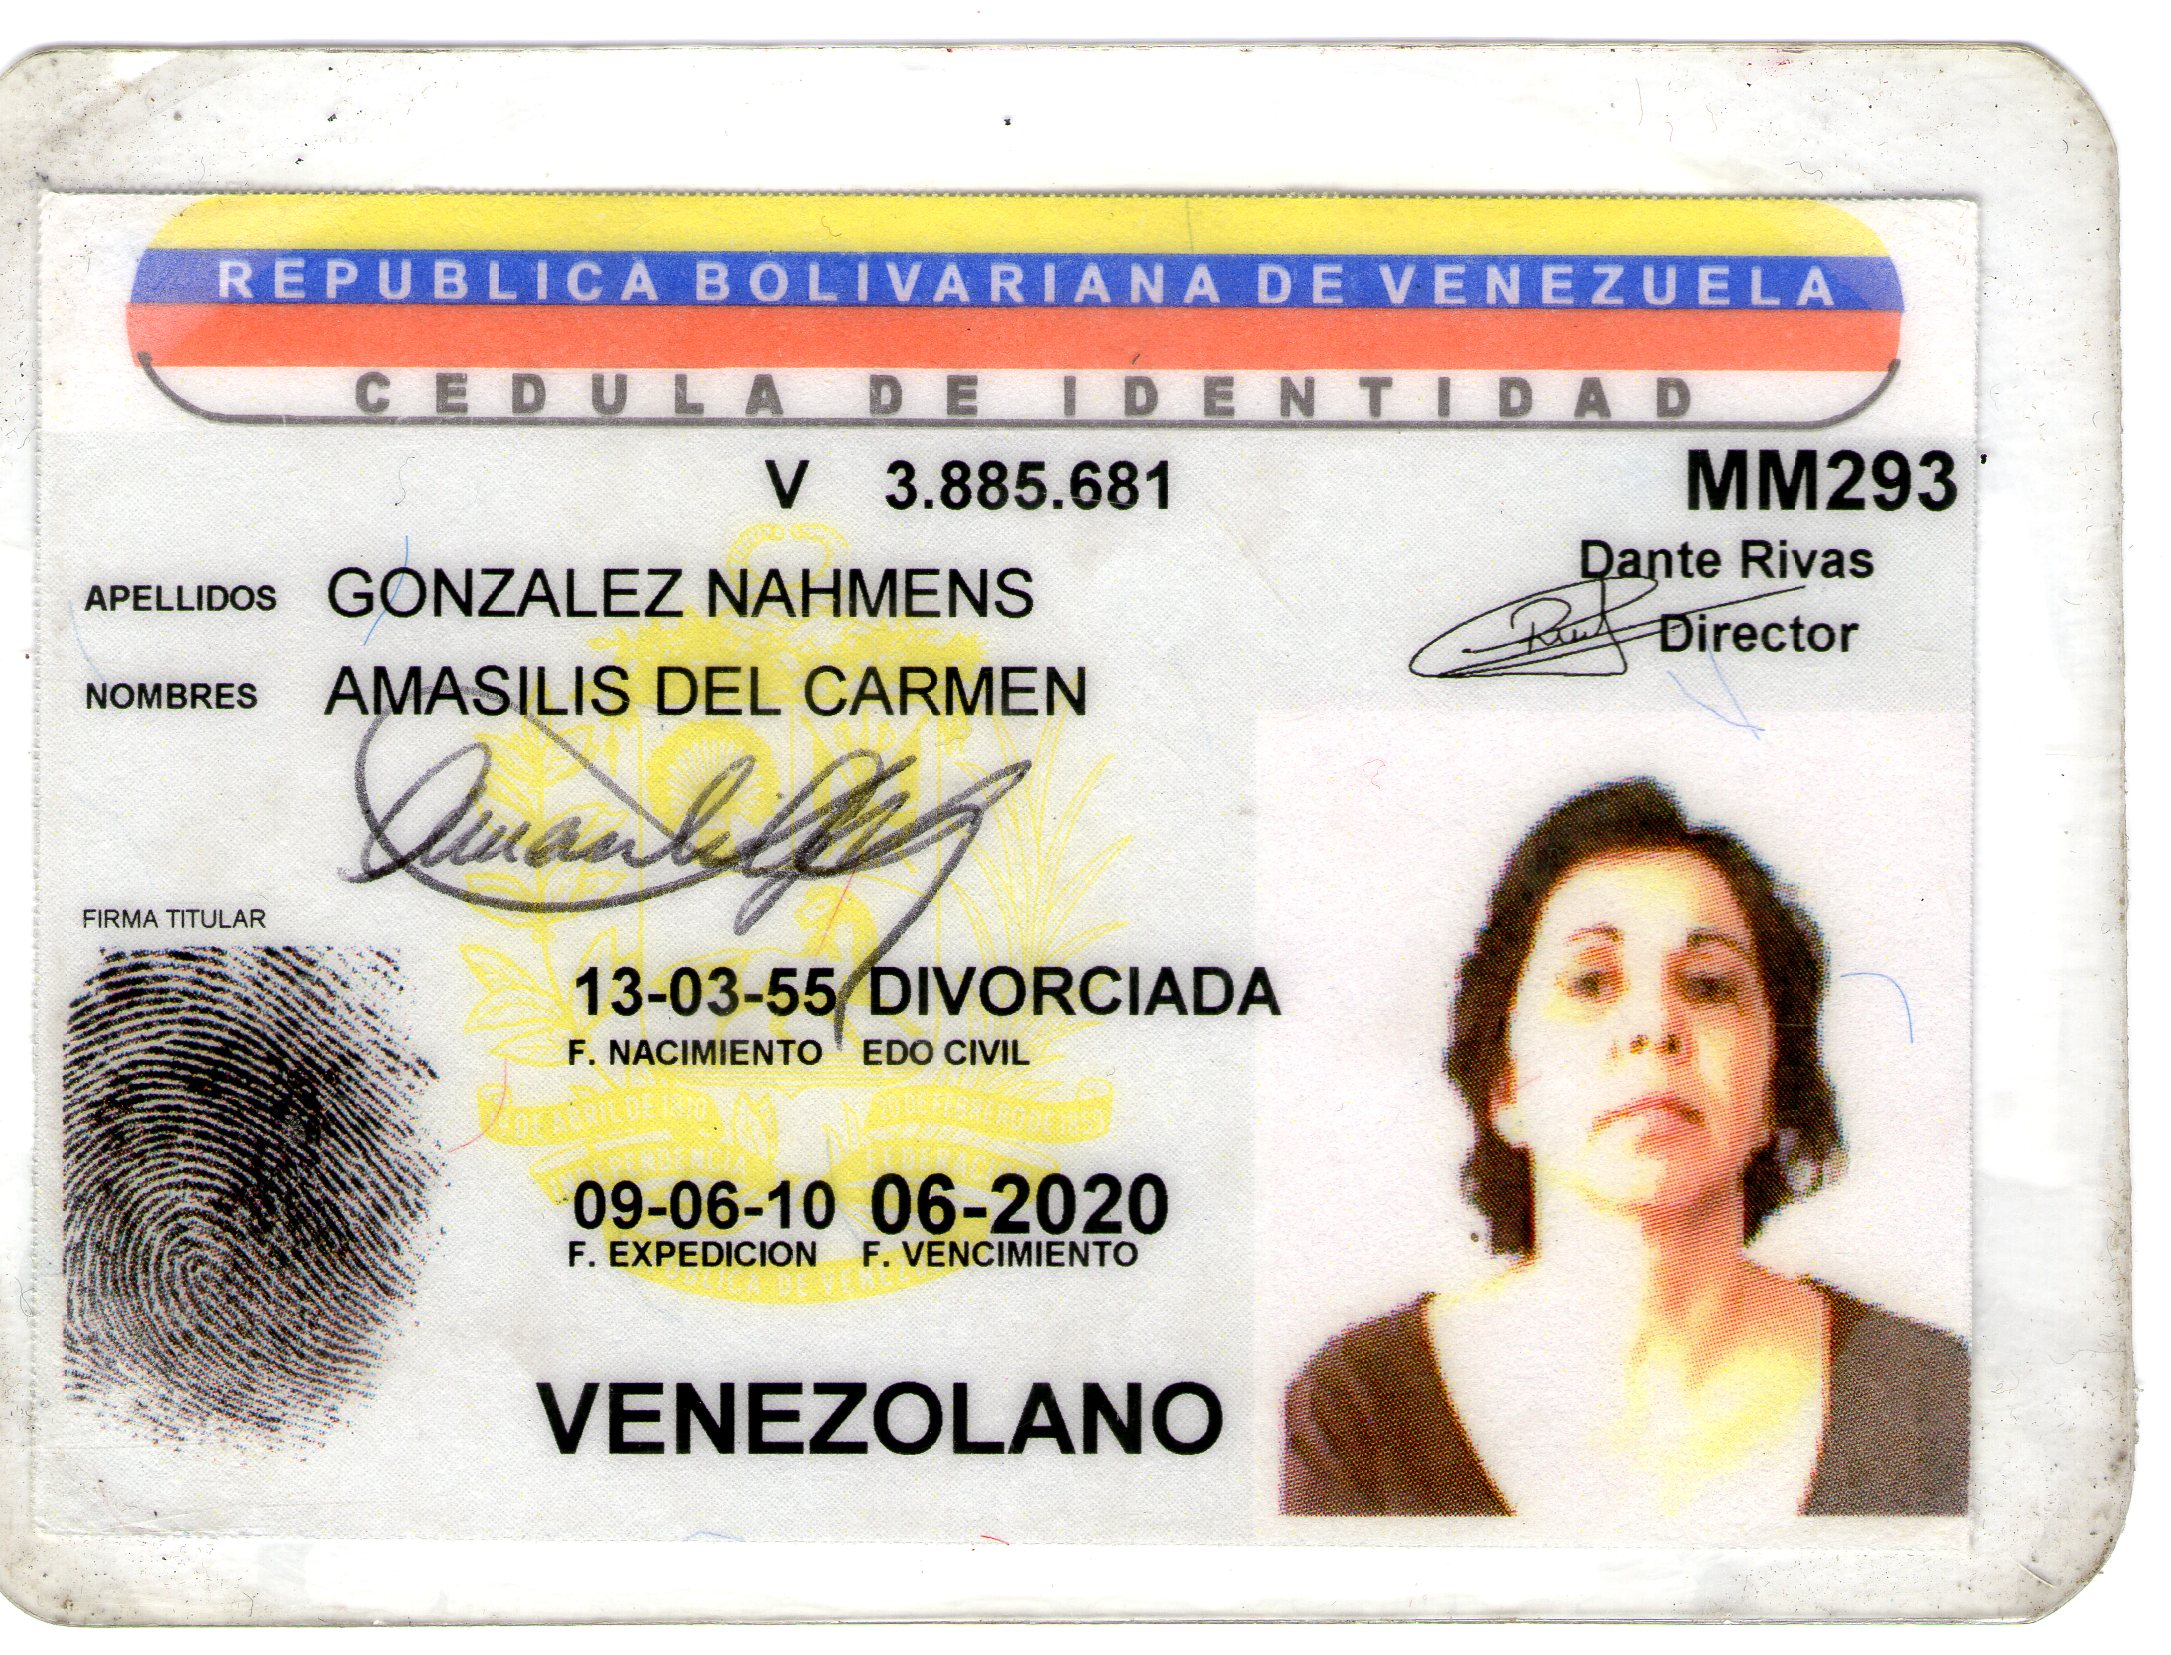 REPUBLICA BOLIVARIANA DE VENEZUELA
CEDULA DE IDENTIDAD
V 3.885.681 MM293
Dante Rivas
Director
APELLIDOS GONZALEZ NAHMENS
NOMBRES AMASILIS DEL CARMEN
FIRMA TITULAR
13-03-55 DIVORCIADA
F. NACIMIENTO EDO CIVIL
09-06-10 06-2020
F. EXPEDICION F. VENCIMIENTO
VENEZOLANO